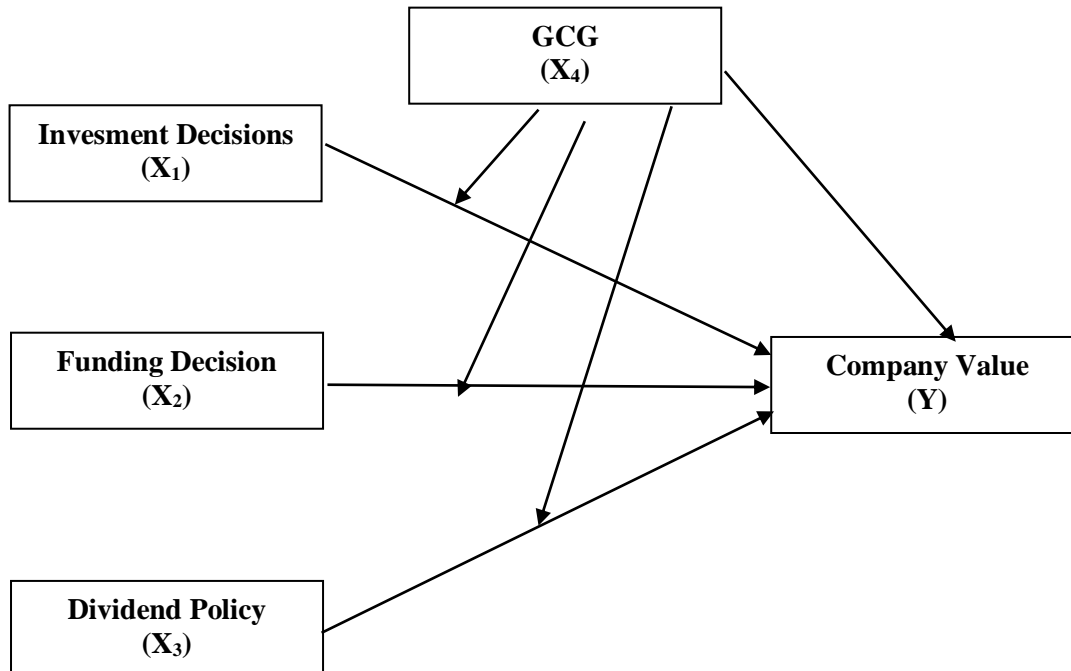 GCG
(X₄)
Invesment Decisions
(X₁)
Funding Decision
(X₂)
Company Value
(Y)
Dividend Policy
(X₃)